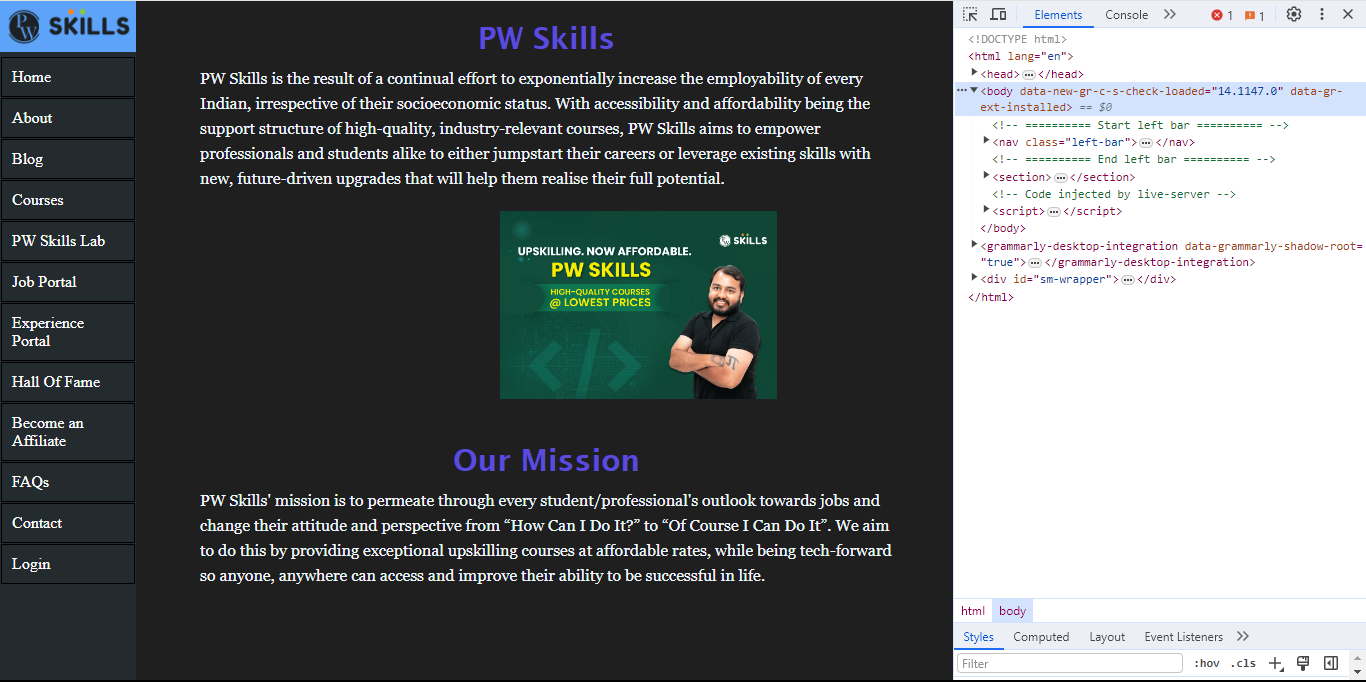 PW SKILLS
Home
About
Blog
Courses
PW Skills Lab
Job Portal
Experience
Portal
Hall Of Fame
Become an
Affiliate
FAQs
Contact
Login
PW Skills
PW Skills is the result of a continual effort to exponentially increase the employability of every
Indian, irrespective of their socioeconomic status. With accessibility and affordability being the
support structure of high-quality, industry-relevant courses, PW Skills aims to empower
professionals and students alike to either jumpstart their careers or leverage existing skills with
new, future-driven upgrades that will help them realise their full potential.
SKILLS
UPSKILLING. NOW AFFORDABLE.
PW SKILLS
HIGH-QUALITY COURSES
@ LOWEST PRICES
</>
Our Mission
PW Skills' mission is to permeate through every student/professional's outlook towards jobs and
change their attitude and perspective from “How Can I Do It?” to “Of Course I Can Do It”. We aim
to do this by providing exceptional upskilling courses at affordable rates, while being tech-forward
so anyone, anywhere can access and improve their ability to be successful in life.
Elements Console 1 1
<!DOCTYPE html>
<html lang="en">
<head> … </head>
<body data-new-gr-c-s-check-loaded="14.1147.0" data-gr-
ext-installed> == $0
<!-- ========== Start left bar ========== -->
<nav class="left-bar"> … </nav>
<!-- ========== End left bar ========== -->
<section> … </section>
<!-- Code injected by live-server -->
<script> … </script>
</body>
<grammarly-desktop-integration data-grammarly-shadow-root=
"true"> … </grammarly-desktop-integration>
<div id="sm-wrapper"> … </div>
</html>
html body
Styles Computed Layout Event Listeners
Filter :hov .cls